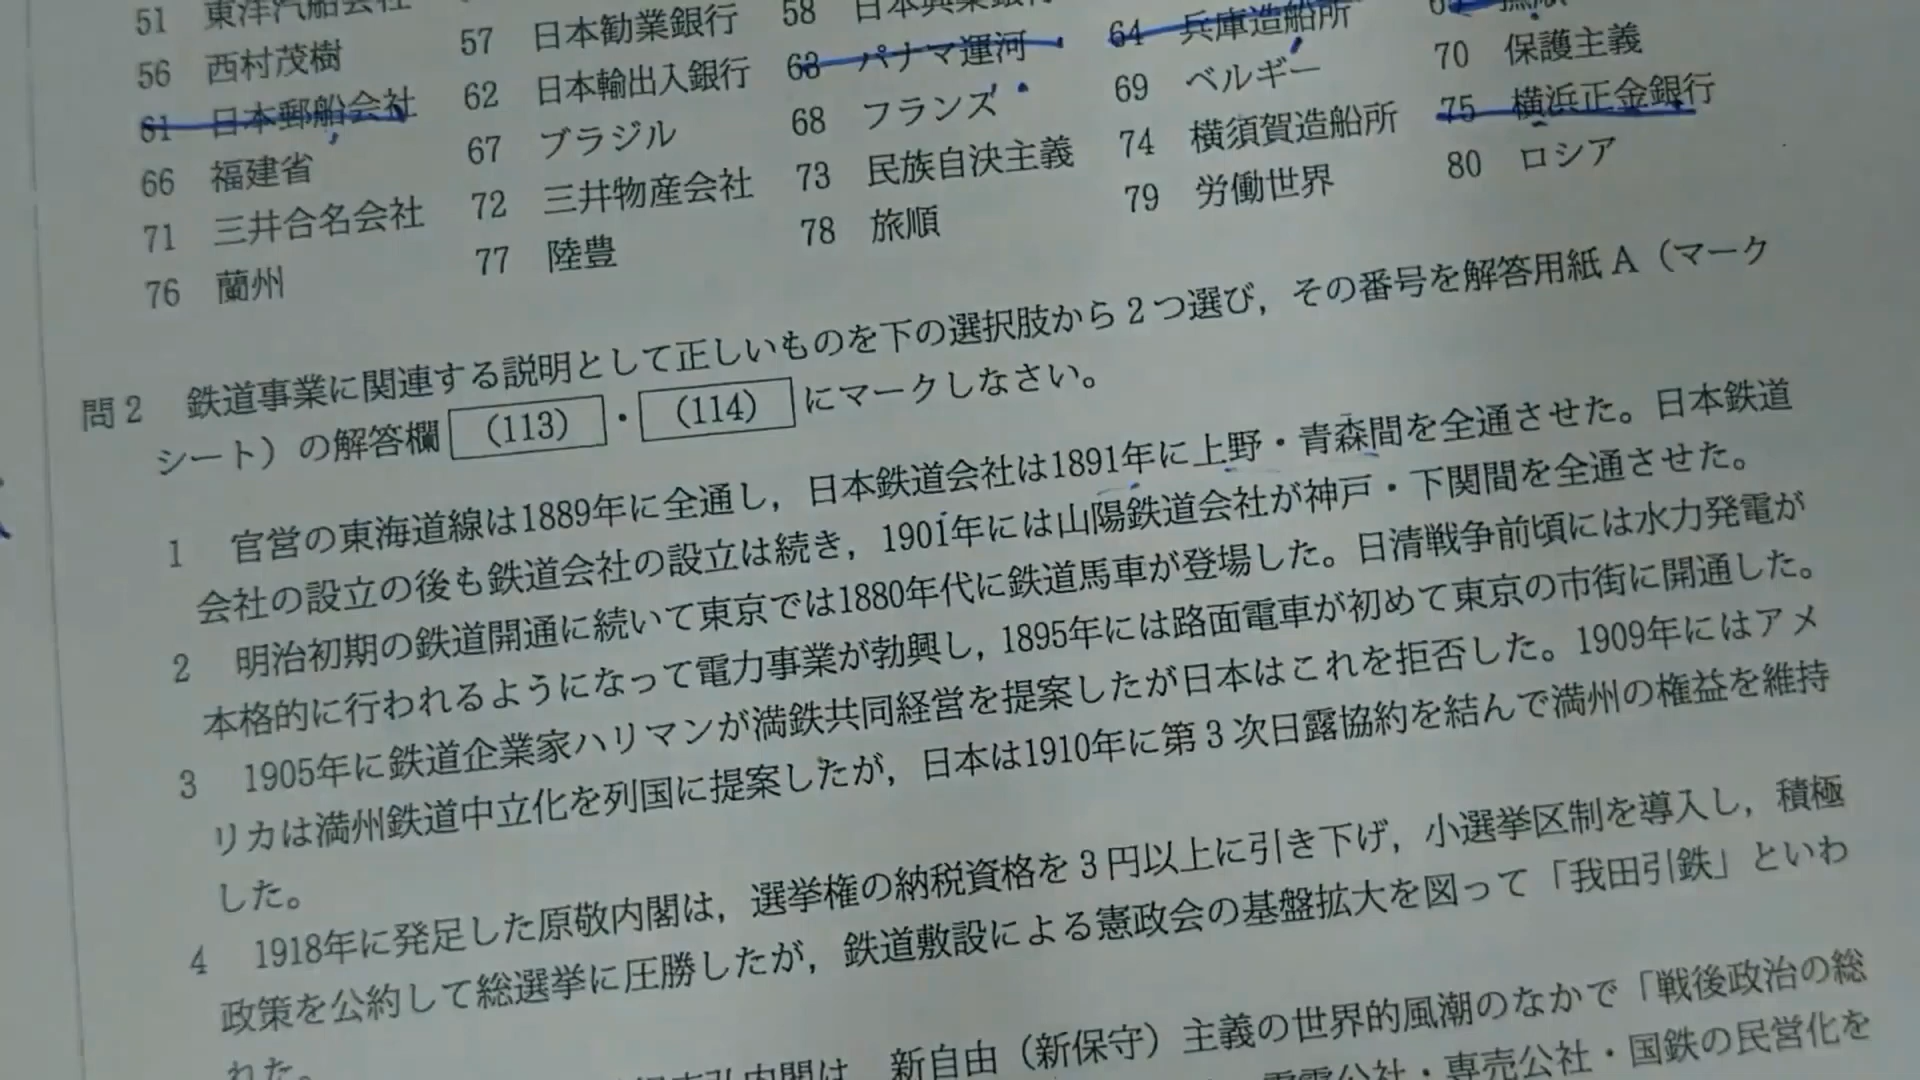 51 東洋汽船会社 58 日本興業銀行
56 西村茂樹 57 日本勧業銀行 63 パナマ運河 64 兵庫造船所
61 日本郵船会社 62 日本輸出入銀行 68 フランス 69 ベルギー 70 保護主義
66 福建省 67 ブラジル 73 民族自決主義 74 横須賀造船所 75 横浜正金銀行
71 三井合名会社 72 三井物産会社 78 旅順 79 労働世界 80 ロシア
76 蘭州 77 陸豊
問2 鉄道事業に関連する説明として正しいものを下の選択肢から2つ選び，その番号を解答用紙A（マーク
シート）の解答欄 (113) ・ (114) にマークしなさい。
1 官営の東海道線は1889年に全通し，日本鉄道会社は1891年に上野・青森間を全通させた。日本鉄道
会社の設立の後も鉄道会社の設立は続き，1901年には山陽鉄道会社が神戸・下関間を全通させた。
2 明治初期の鉄道開通に続いて東京では1880年代に鉄道馬車が登場した。日清戦争前頃には水力発電が
本格的に行われるようになって電力事業が勃興し，1895年には路面電車が初めて東京の市街に開通した。
3 1905年に鉄道企業家ハリマンが満鉄共同経営を提案したが日本はこれを拒否した。1909年にはアメ
リカは満州鉄道中立化を列国に提案したが，日本は1910年に第3次日露協約を結んで満州の権益を維持
した。
4 1918年に発足した原敬内閣は，選挙権の納税資格を3円以上に引き下げ，小選挙区制を導入し，積極
政策を公約して総選挙に圧勝したが，鉄道敷設による憲政会の基盤拡大を図って「我田引鉄」といわ
れた。
内閣は，新自由（新保守）主義の世界的風潮のなかで「戦後政治の総
電電公社・専売公社・国鉄の民営化を